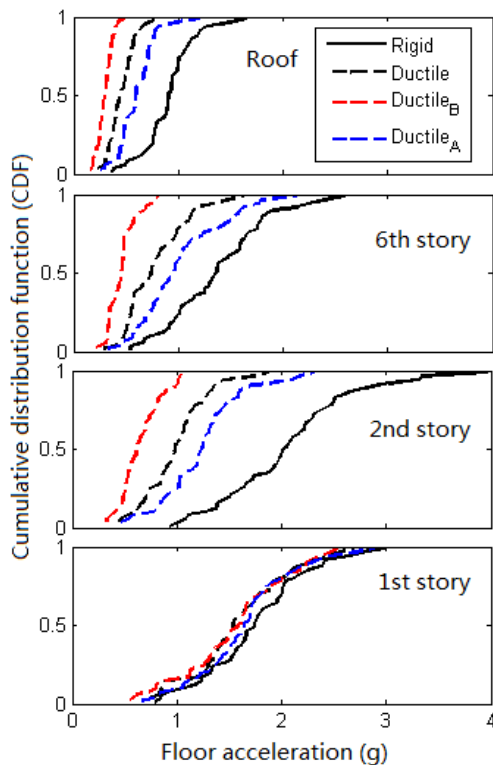 1
Roof
Rigid
Ductile
Ductile_B
Ductile_A
0.5
0
1
6th story
0.5
0
1
2nd story
0.5
0
1
1st story
0.5
0
0 1 2 3 4
Cumulative distribution function (CDF)
Floor acceleration (g)